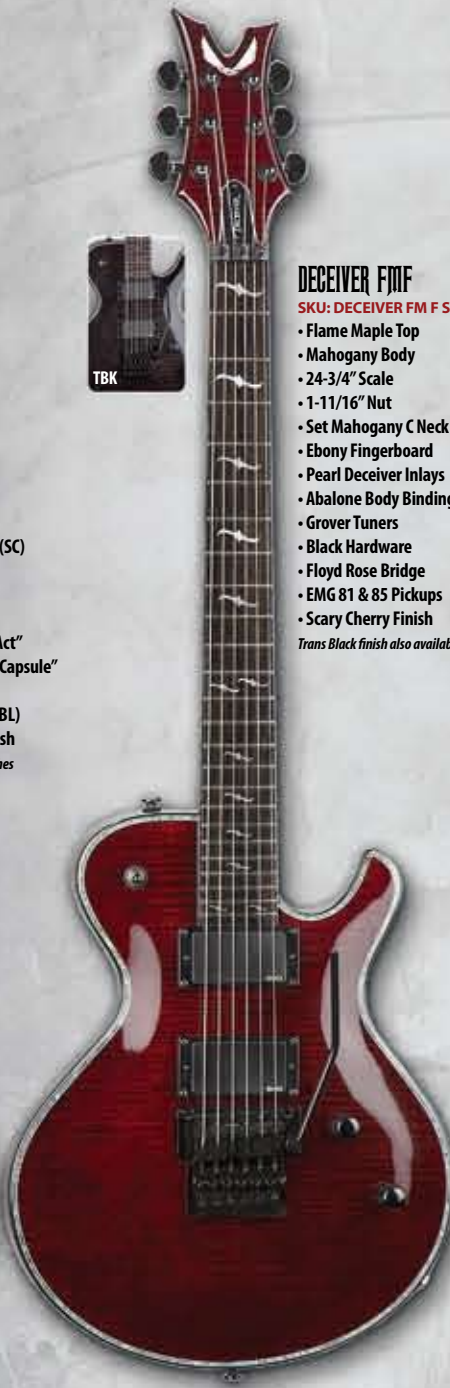 TBK
DECEIVER FMF
SKU: DECEIVER FM F S
• Flame Maple Top
• Mahogany Body
• 24-3/4” Scale
• 1-11/16” Nut
• Set Mahogany C Neck
• Ebony Fingerboard
• Pearl Deceiver Inlays
• Abalone Body Binding
• Grover Tuners
• Black Hardware
• Floyd Rose Bridge
• EMG 81 & 85 Pickups
• Scary Cherry Finish
Trans Black finish also availab
(SC)
Act”
Capsule”
BL)
sh
nes